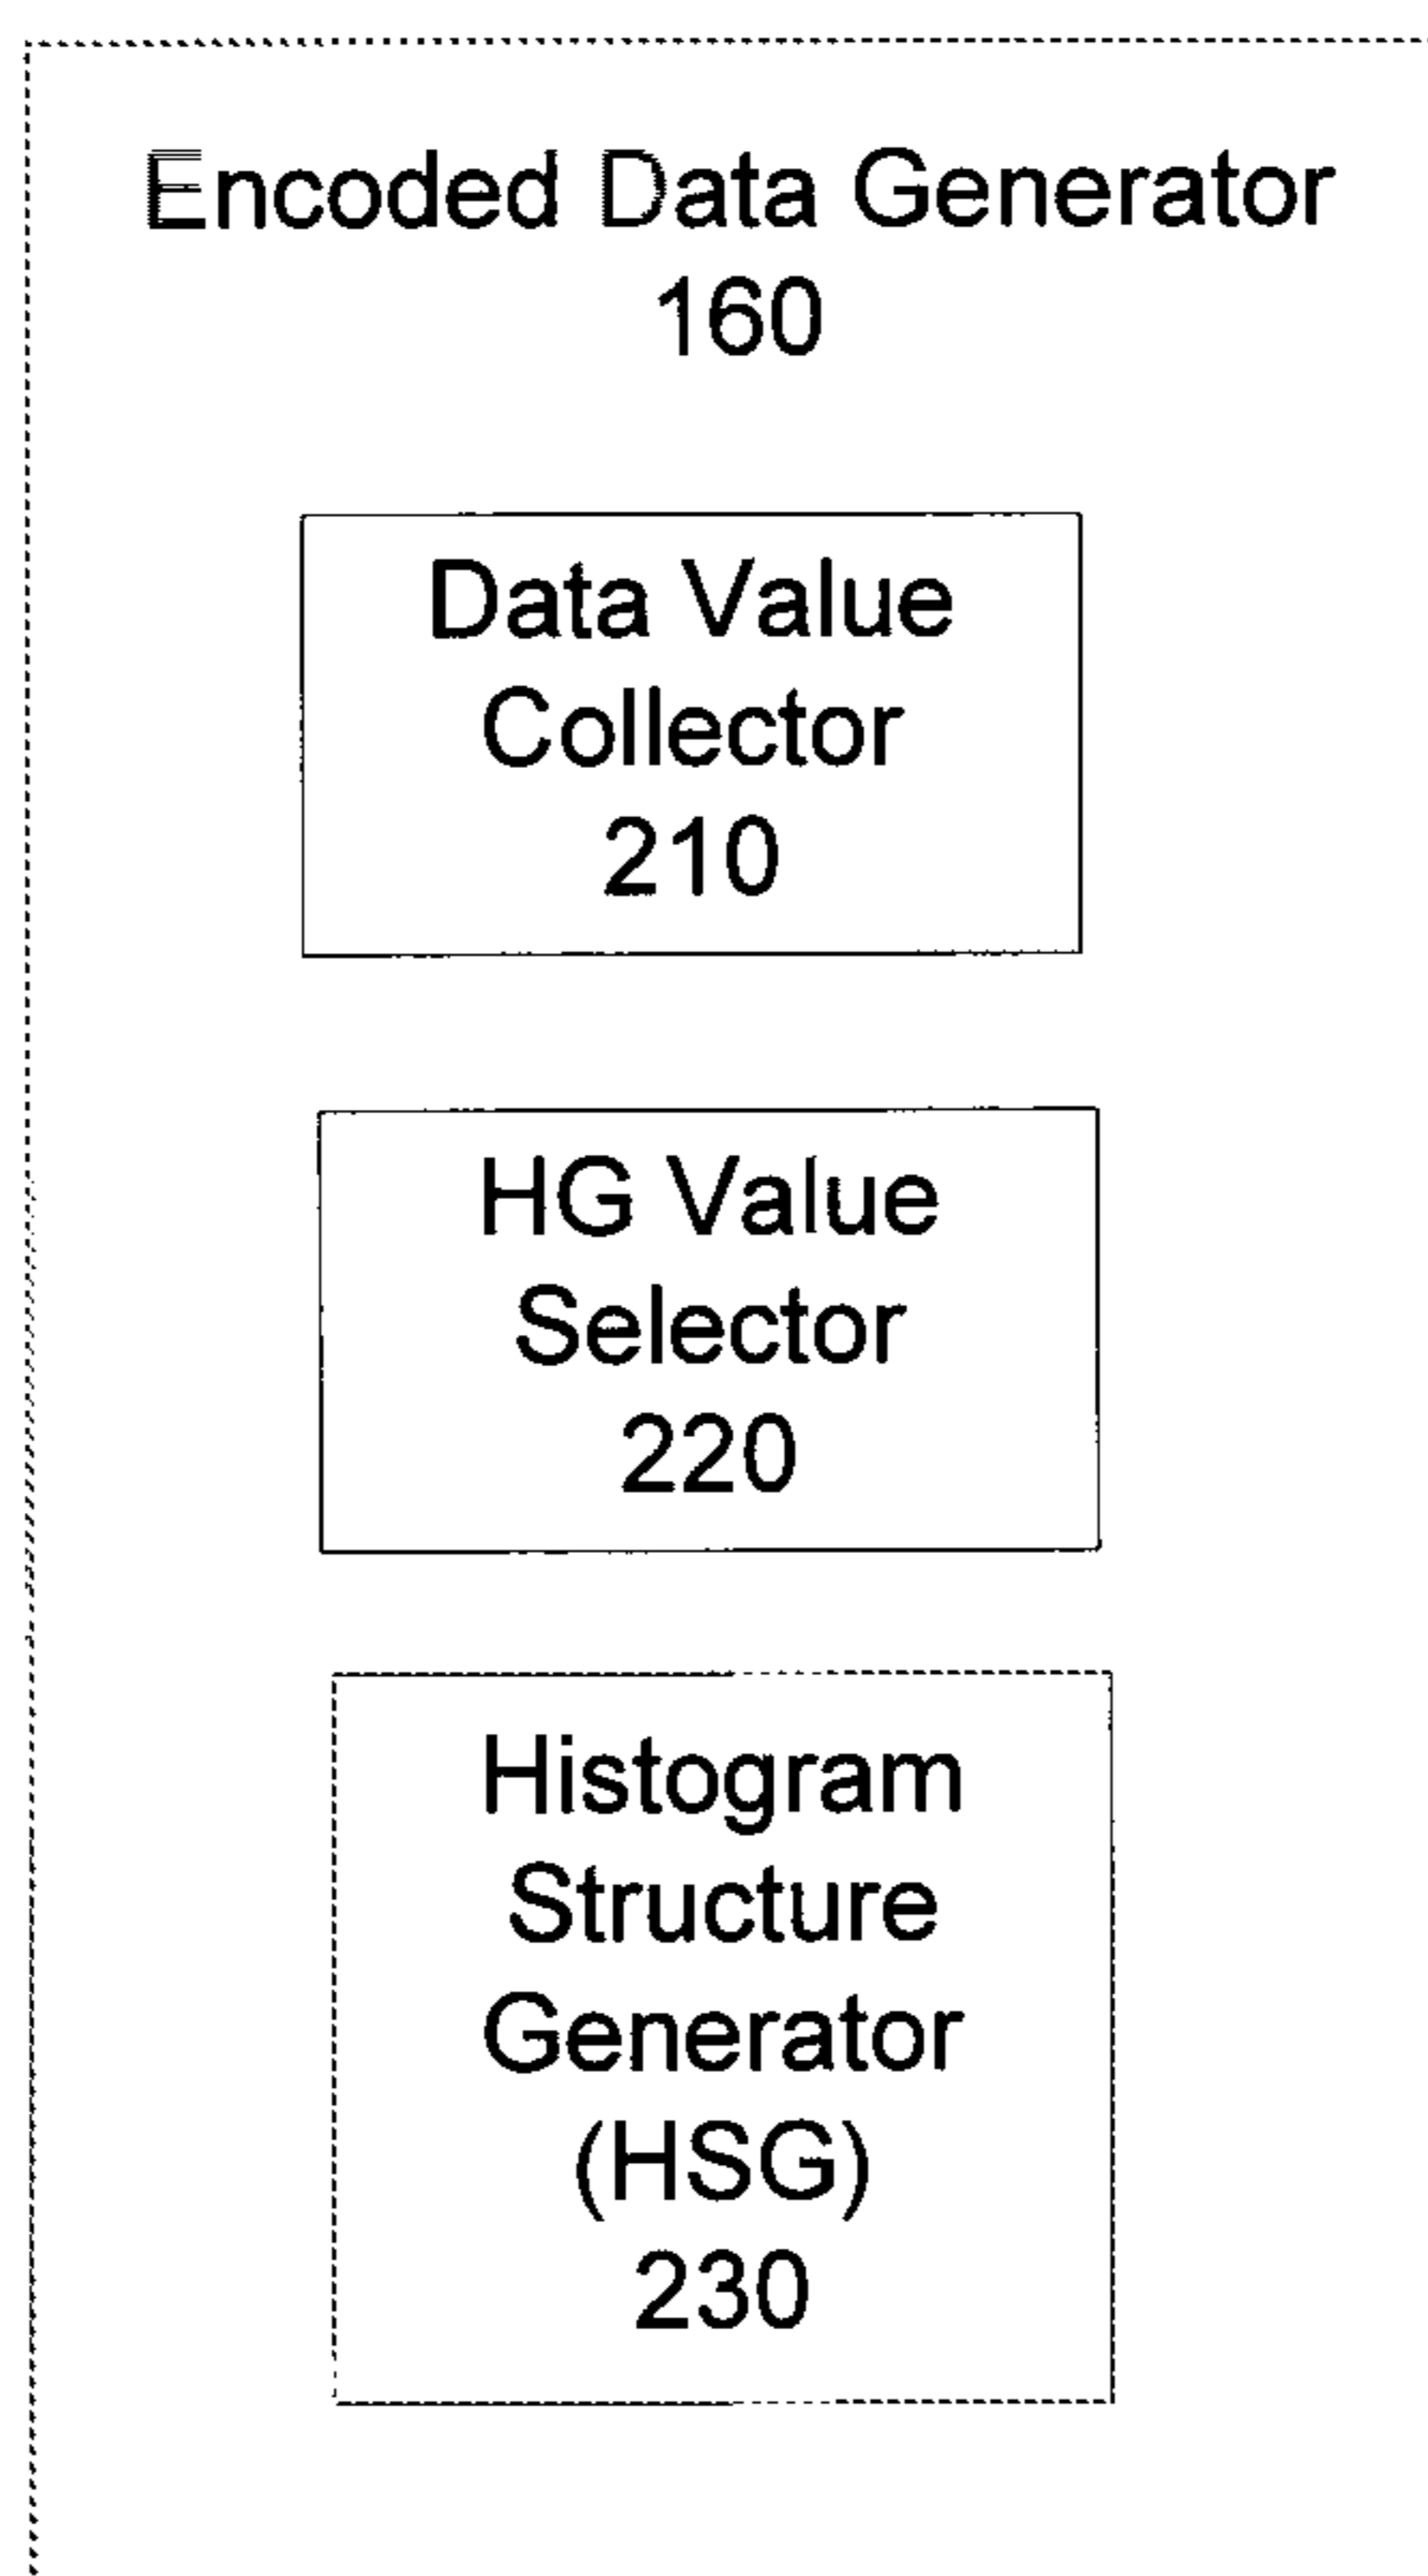 Encoded Data Generator
160
Data Value
Collector
210
HG Value
Selector
220
Histogram
Structure
Generator
(HSG)
230